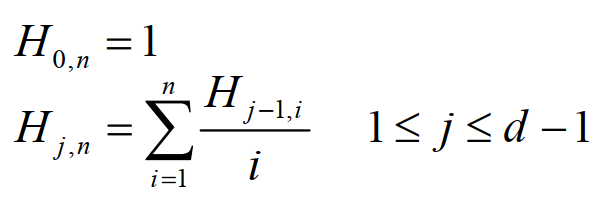 H_{0,n} = 1
H_{j,n} = \sum_{i=1}^{n} \frac{H_{j-1,i}}{i} 1 ≤ j ≤ d − 1